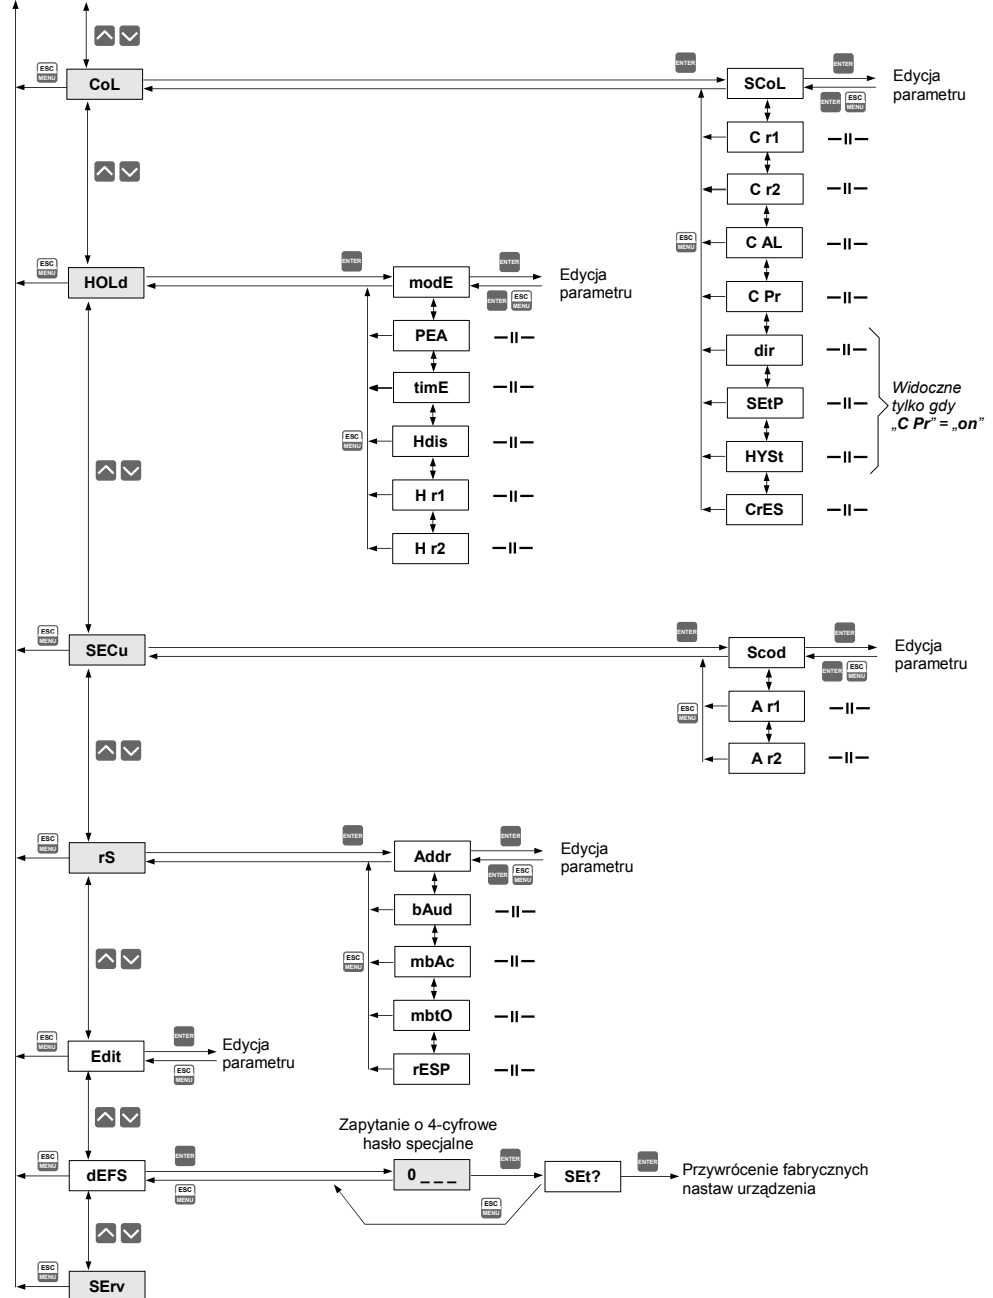 ESC
MENU
CoL
ENTER
SCoL
ENTER
Edycja
parametru
ENTER
ESC
MENU
C r1
—II—
C r2
—II—
ESC
MENU
C AL
—II—
C Pr
—II—
dir
—II—
SEtP
—II—
HYSt
—II—
CrES
—II—
Widoczne
tylko gdy
„C Pr” = „on”
ESC
MENU
HOLd
ENTER
modE
ENTER
Edycja
parametru
ENTER
ESC
MENU
PEA
—II—
timE
—II—
ESC
MENU
Hdis
—II—
H r1
—II—
H r2
—II—
ESC
MENU
SECu
ENTER
Scod
ENTER
Edycja
parametru
ENTER
ESC
MENU
ESC
MENU
A r1
—II—
A r2
—II—
ESC
MENU
rS
ENTER
Addr
ENTER
Edycja
parametru
ENTER
ESC
MENU
bAud
—II—
ESC
MENU
mbAc
—II—
mbtO
—II—
rESP
—II—
ESC
MENU
Edit
ENTER
ESC
MENU
Edycja
parametru
Zapytanie o 4-cyfrowe
hasło specjalne
ESC
MENU
dEFS
ENTER
ESC
MENU
0 _ _ _
ENTER
ESC
MENU
SEt?
ENTER
Przywrócenie fabrycznych
nastaw urządzenia
ESC
MENU
SErv